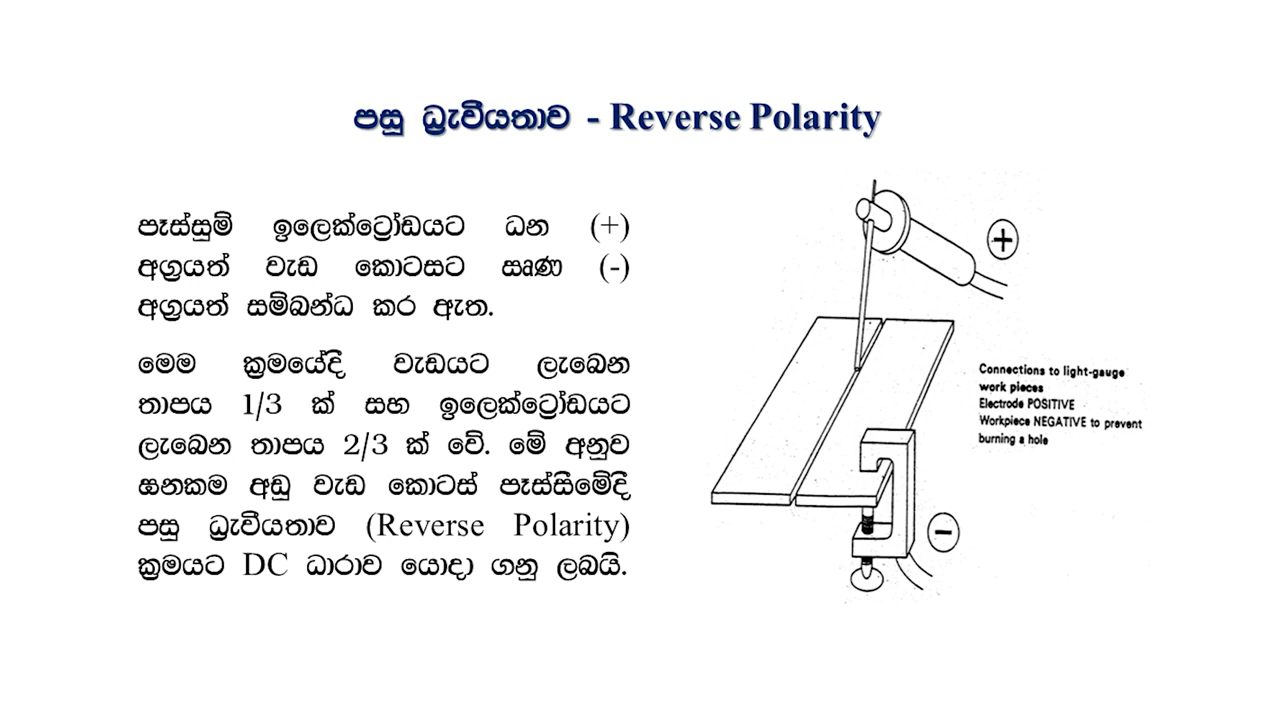 පසු ධ්‍රැවීයතාව - Reverse Polarity
පෑස්සුම් ඉලෙක්ට්‍රෝඩයට ධන (+)
අග්‍රයත් වැඩ කොටසට ඍණ (-)
අග්‍රයත් සම්බන්ධ කර ඇත.
මෙම ක්‍රමයේදි වැඩයට ලැබෙන
තාපය 1/3 ක් සහ ඉලෙක්ට්‍රෝඩයට
ලැබෙන තාපය 2/3 ක් වේ. මේ අනුව
ඝනකම අඩු වැඩ කොටස් පෑස්සීමේදී
පසු ධ්‍රැවීයතාව (Reverse Polarity)
ක්‍රමයට DC ධාරාව යොදා ගනු ලබයි.
+
Connections to light-gauge
work pieces
Electrode POSITIVE
Workpiece NEGATIVE to prevent
burning a hole
−